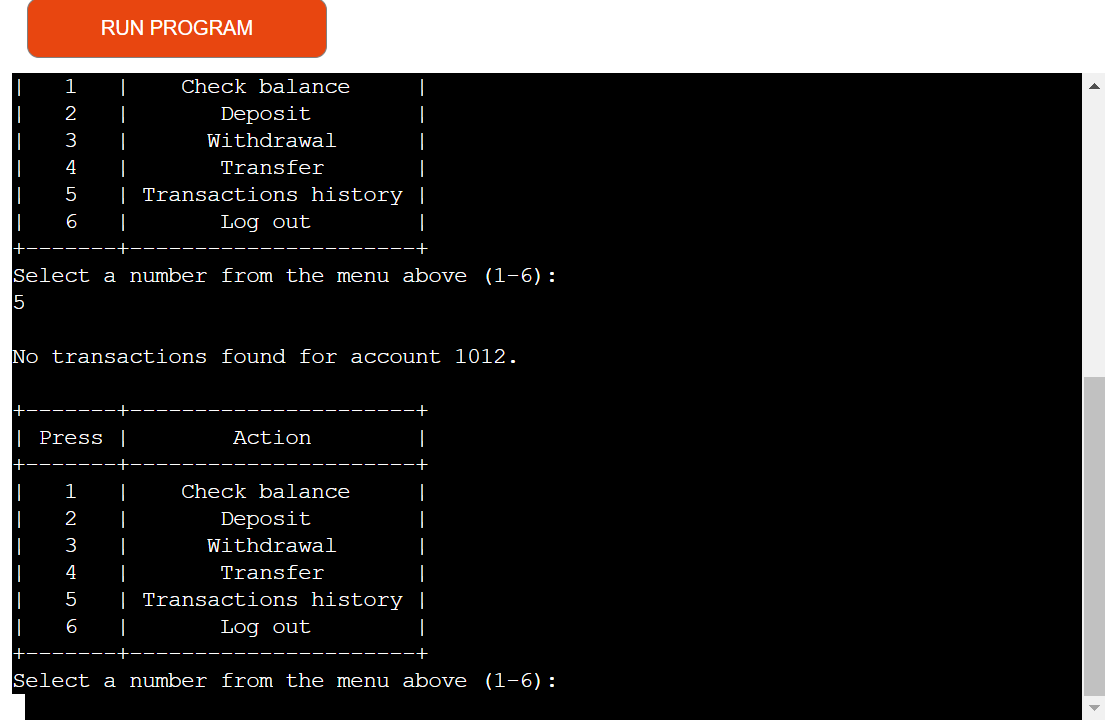 RUN PROGRAM
|   1   |    Check balance     |
|   2   |       Deposit        |
|   3   |      Withdrawal      |
|   4   |       Transfer       |
|   5   | Transactions history |
|   6   |       Log out        |
+-------+----------------------+
Select a number from the menu above (1-6):
5
No transactions found for account 1012.
+-------+----------------------+
| Press |        Action        |
+-------+----------------------+
|   1   |    Check balance     |
|   2   |       Deposit        |
|   3   |      Withdrawal      |
|   4   |       Transfer       |
|   5   | Transactions history |
|   6   |       Log out        |
+-------+----------------------+
Select a number from the menu above (1-6):